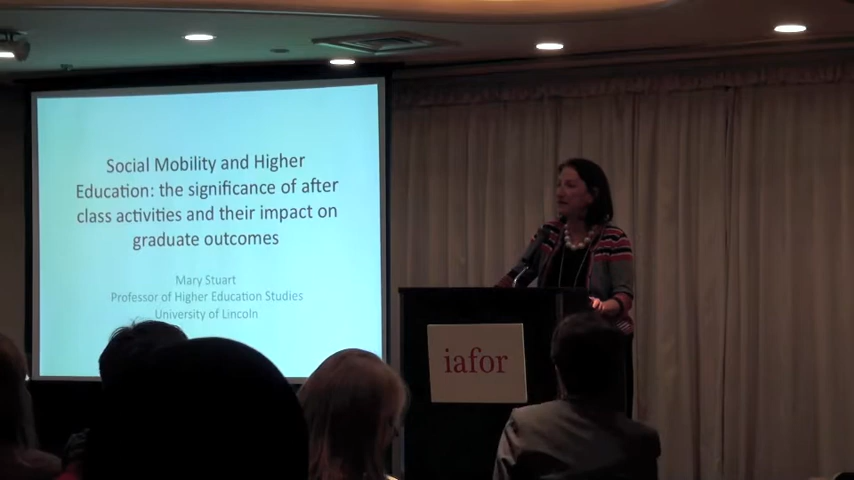 Social Mobility and Higher
Education: the significance of after
class activities and their impact on
graduate outcomes
Mary Stuart
Professor of Higher Education Studies
University of Lincoln
iafor